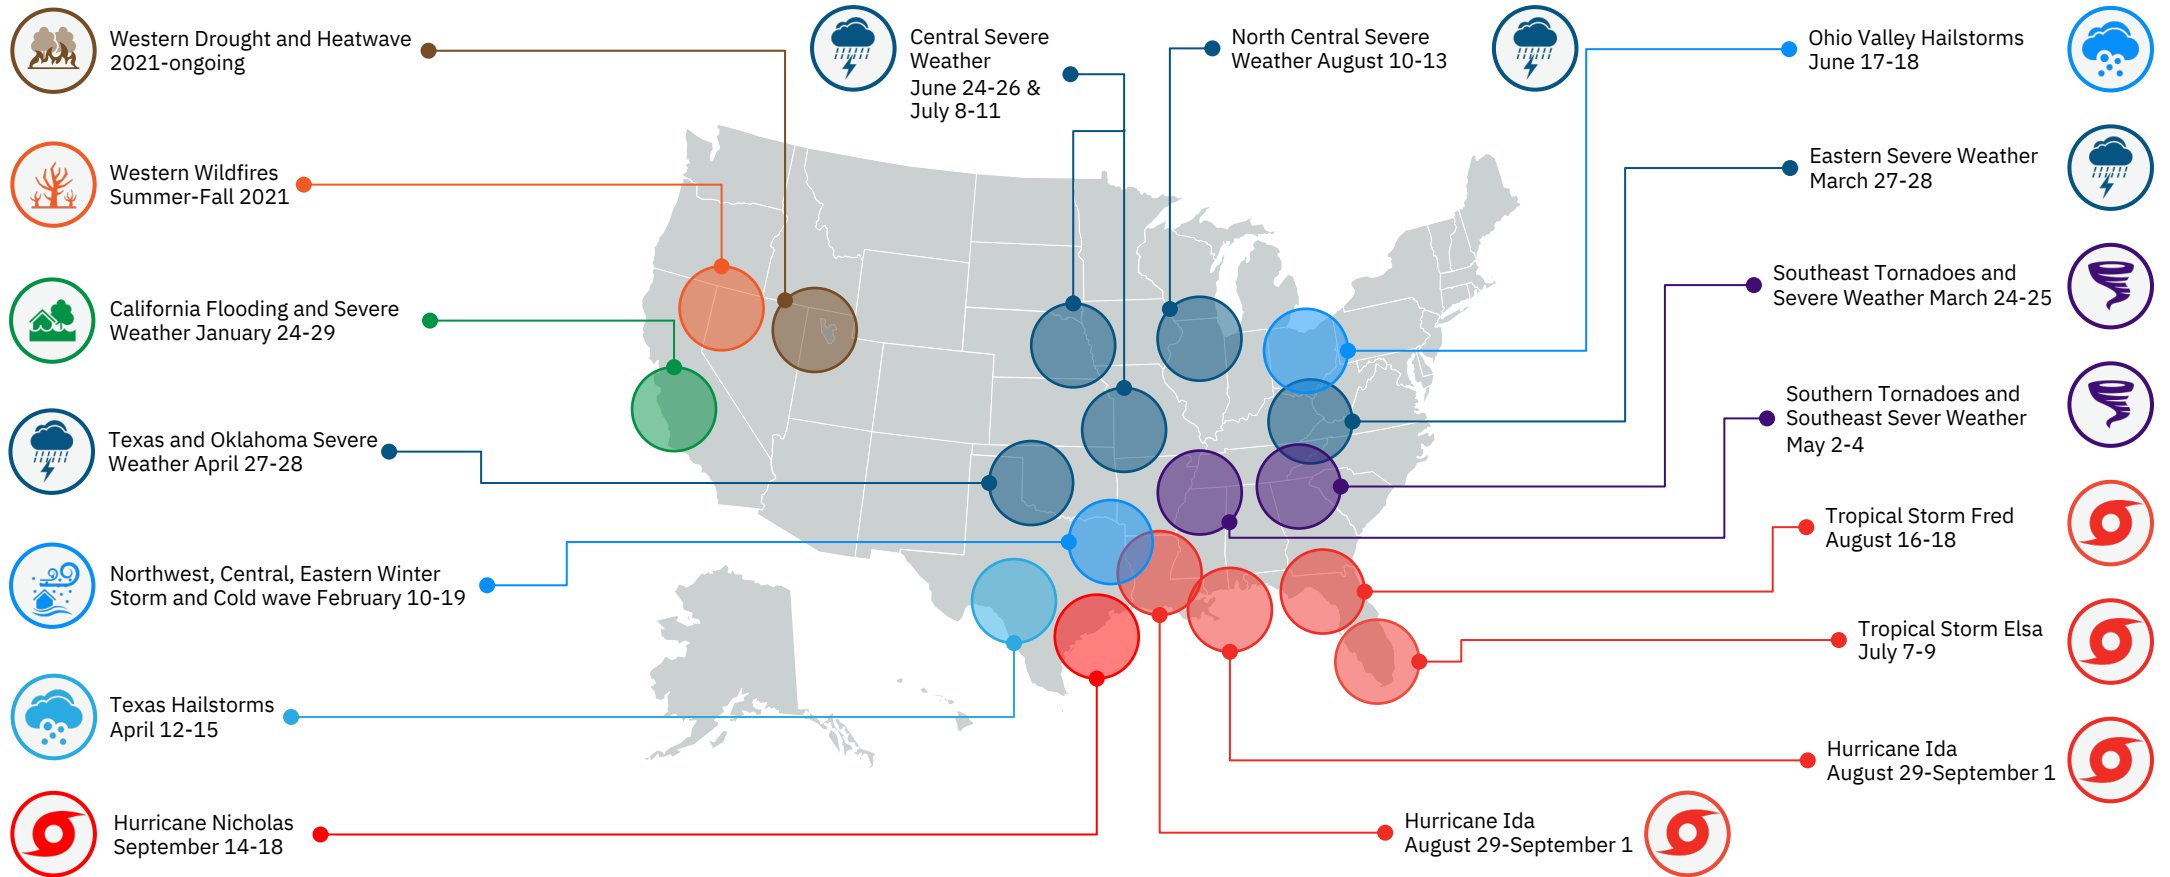 Western Drought and Heatwave
2021-ongoing
Western Wildfires
Summer-Fall 2021
California Flooding and Severe
Weather January 24-29
Texas and Oklahoma Severe
Weather April 27-28
Northwest, Central, Eastern Winter
Storm and Cold wave February 10-19
Texas Hailstorms
April 12-15
Hurricane Nicholas
September 14-18
Central Severe
Weather
June 24-26 &
July 8-11
North Central Severe
Weather August 10-13
Ohio Valley Hailstorms
June 17-18
Eastern Severe Weather
March 27-28
Southeast Tornadoes and
Severe Weather March 24-25
Southern Tornadoes and
Southeast Sever Weather
May 2-4
Tropical Storm Fred
August 16-18
Tropical Storm Elsa
July 7-9
Hurricane Ida
August 29-September 1
Hurricane Ida
August 29-September 1